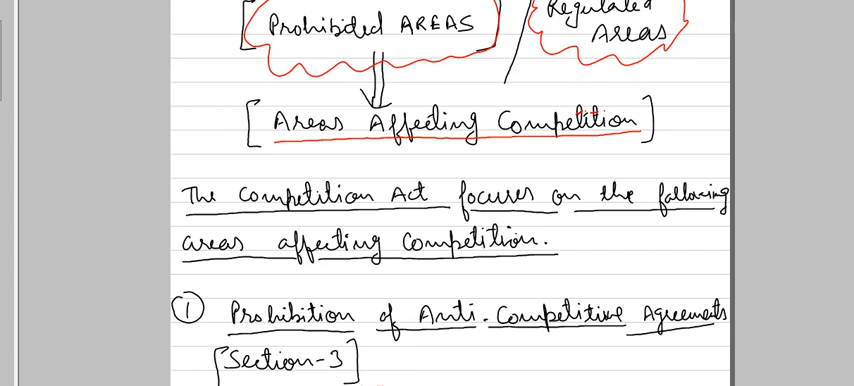 [ Prohibited AREAS / Regulated
Areas
[ Areas Affecting Competition ]
The Competition Act focuses on the following
areas affecting Competition.
① Prohibition of Anti-Competitive Agreements
[Section-3]